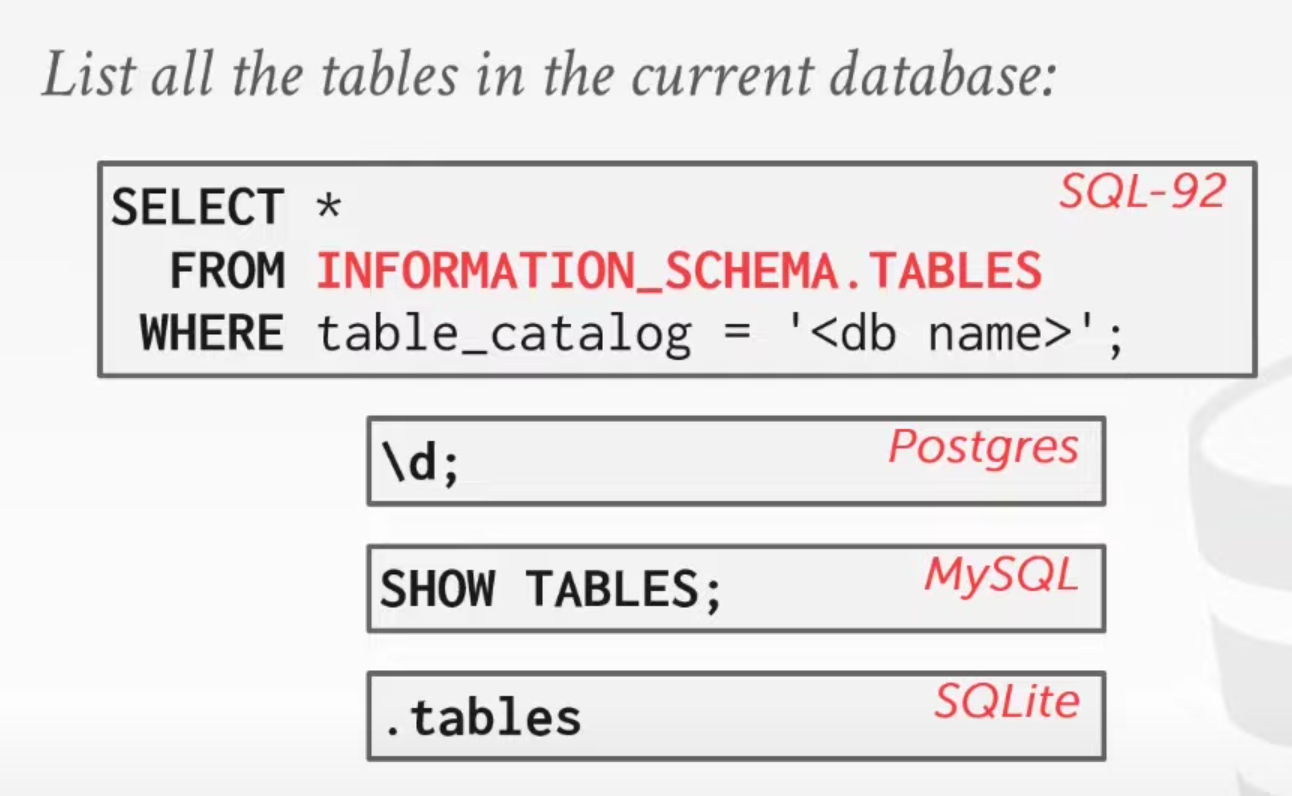 List all the tables in the current database:
SQL-92
SELECT *
FROM INFORMATION_SCHEMA.TABLES
WHERE table_catalog = '<db name>';
\d;
Postgres
SHOW TABLES;
MySQL
.tables
SQLite